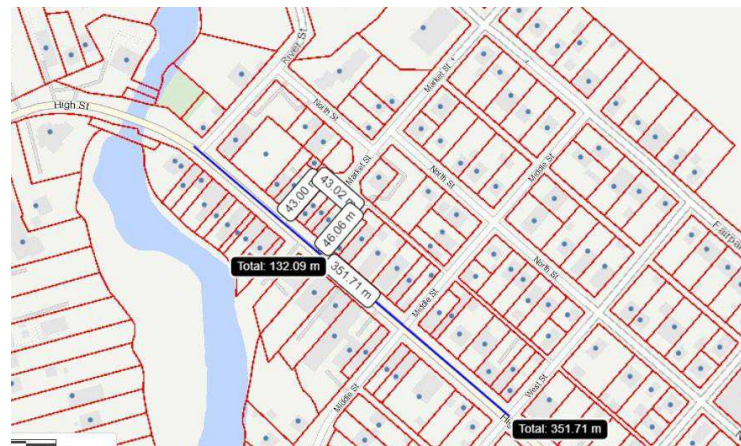 River St
High St
North St
Market St
Market St
North St
Middle St
Fairpa
43.00
43.02
46.06 m
351.71 m
North St
Total: 132.09 m
Middle St
Middle St
West St
Total: 351.71 m